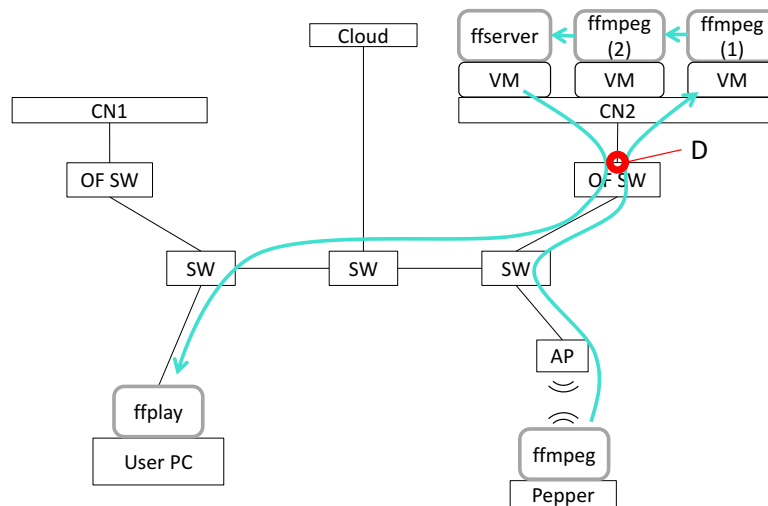 Cloud
ffserver
ffmpeg
(2)
ffmpeg
(1)
VM
VM
VM
CN1
CN2
D
OF SW
OF SW
SW
SW
SW
AP
ffplay
User PC
ffmpeg
Pepper